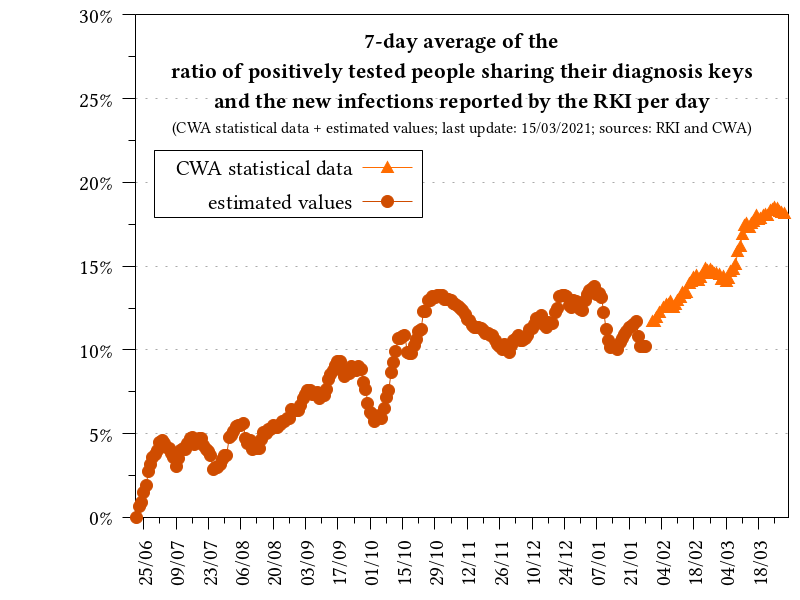 30%
7-day average of the
ratio of positively tested people sharing their diagnosis keys
25%
and the new infections reported by the RKI per day
(CWA statistical data + estimated values; last update: 15/03/2021; sources: RKI and CWA)
CWA statistical data
20%
estimated values
15%
10%
5%
0%
25/06 09/07 23/07 06/08 20/08 03/09 17/09 01/10 15/10 29/10 12/11 26/11 10/12 24/12 07/01 21/01 04/02 18/02 04/03 18/03